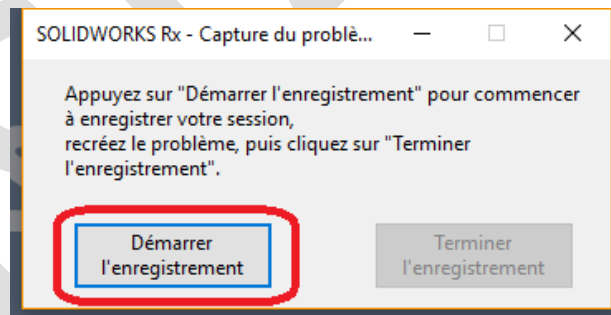 SOLIDWORKS Rx - Capture du problè...
Appuyez sur "Démarrer l'enregistrement" pour commencer
à enregistrer votre session,
recréez le problème, puis cliquez sur "Terminer
l'enregistrement".
Démarrer
l'enregistrement
Terminer
l'enregistrement